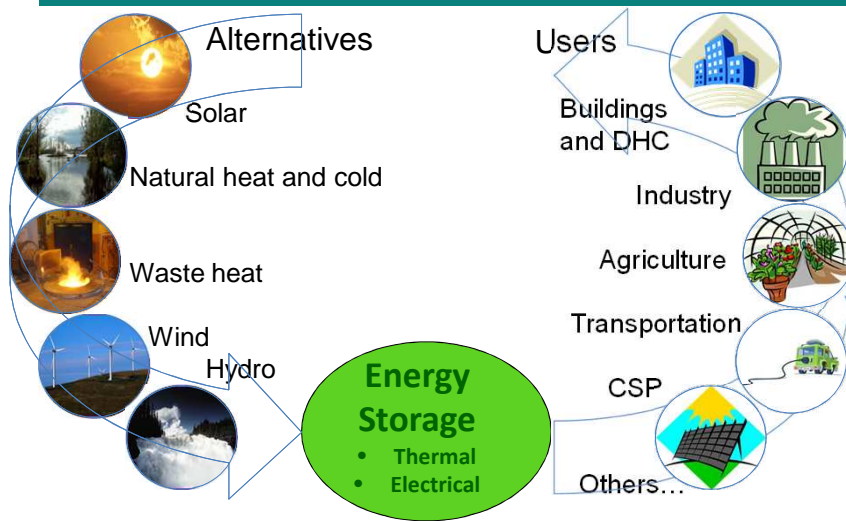 Alternatives
Solar
Natural heat and cold
Waste heat
Wind
Hydro
Energy
Storage
• Thermal
• Electrical
Users
Buildings
and DHC
Industry
Agriculture
Transportation
CSP
Others…